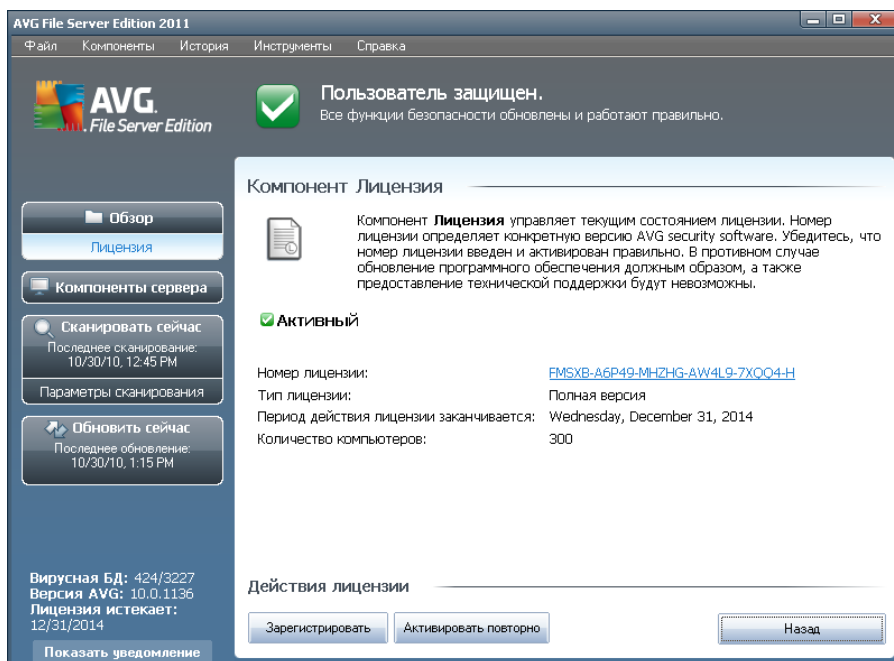 AVG File Server Edition 2011
Файл Компоненты История Инструменты Справка
AVG.
File Server Edition
Пользователь защищен.
Все функции безопасности обновлены и работают правильно.
Обзор
Лицензия
Компоненты сервера
Сканировать сейчас
Последнее сканирование:
10/30/10, 12:45 PM
Параметры сканирования
Обновить сейчас
Последнее обновление:
10/30/10, 1:15 PM
Вирусная БД: 424/3227
Версия AVG: 10.0.1136
Лицензия истекает:
12/31/2014
Показать уведомление
Компонент Лицензия
Компонент Лицензия управляет текущим состоянием лицензии. Номер
лицензии определяет конкретную версию AVG security software. Убедитесь, что
номер лицензии введен и активирован правильно. В противном случае
обновление программного обеспечения должным образом, а также
предоставление технической поддержки будут невозможны.
Активный
Номер лицензии: FMSXB-A6P49-MHZHG-AW4L9-7XQQ4-H
Тип лицензии: Полная версия
Период действия лицензии заканчивается: Wednesday, December 31, 2014
Количество компьютеров: 300
Действия лицензии
Зарегистрировать Активировать повторно Назад